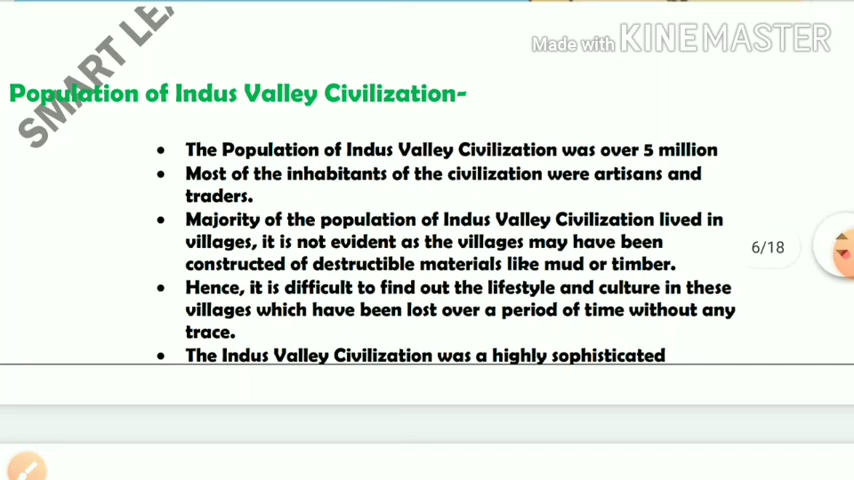 SMART LEA
Made with KINEMASTER
Population of Indus Valley Civilization-
• The Population of Indus Valley Civilization was over 5 million
• Most of the inhabitants of the civilization were artisans and
traders.
• Majority of the population of Indus Valley Civilization lived in
villages, it is not evident as the villages may have been
constructed of destructible materials like mud or timber.
• Hence, it is difficult to find out the lifestyle and culture in these
villages which have been lost over a period of time without any
trace.
• The Indus Valley Civilization was a highly sophisticated
6/18